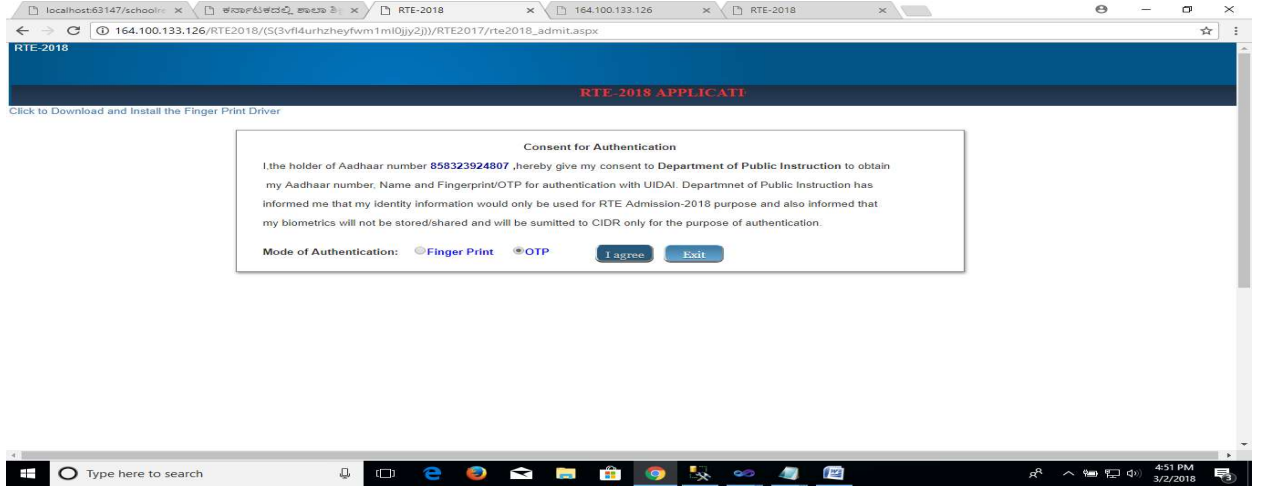 localhost:63147/schoolre ಕರ್ನಾಟಕದಲ್ಲಿ ಶಾಲಾ ಶಿ RTE-2018 164.100.133.126 RTE-2018
164.100.133.126/RTE2018/(S(3vfl4urhzheyfwm1ml0jjy2j))/RTE2017/rte2018_admit.aspx
RTE-2018
RTE-2018 APPLICATI
Click to Download and Install the Finger Print Driver
Consent for Authentication
I,the holder of Aadhaar number 858323924807 ,hereby give my consent to Department of Public Instruction to obtain
my Aadhaar number, Name and Fingerprint/OTP for authentication with UIDAI. Departmnet of Public Instruction has
informed me that my identity information would only be used for RTE Admission-2018 purpose and also informed that
my biometrics will not be stored/shared and will be sumitted to CIDR only for the purpose of authentication.
Mode of Authentication: Finger Print OTP I agree Exit
Type here to search 4:51 PM
3/2/2018